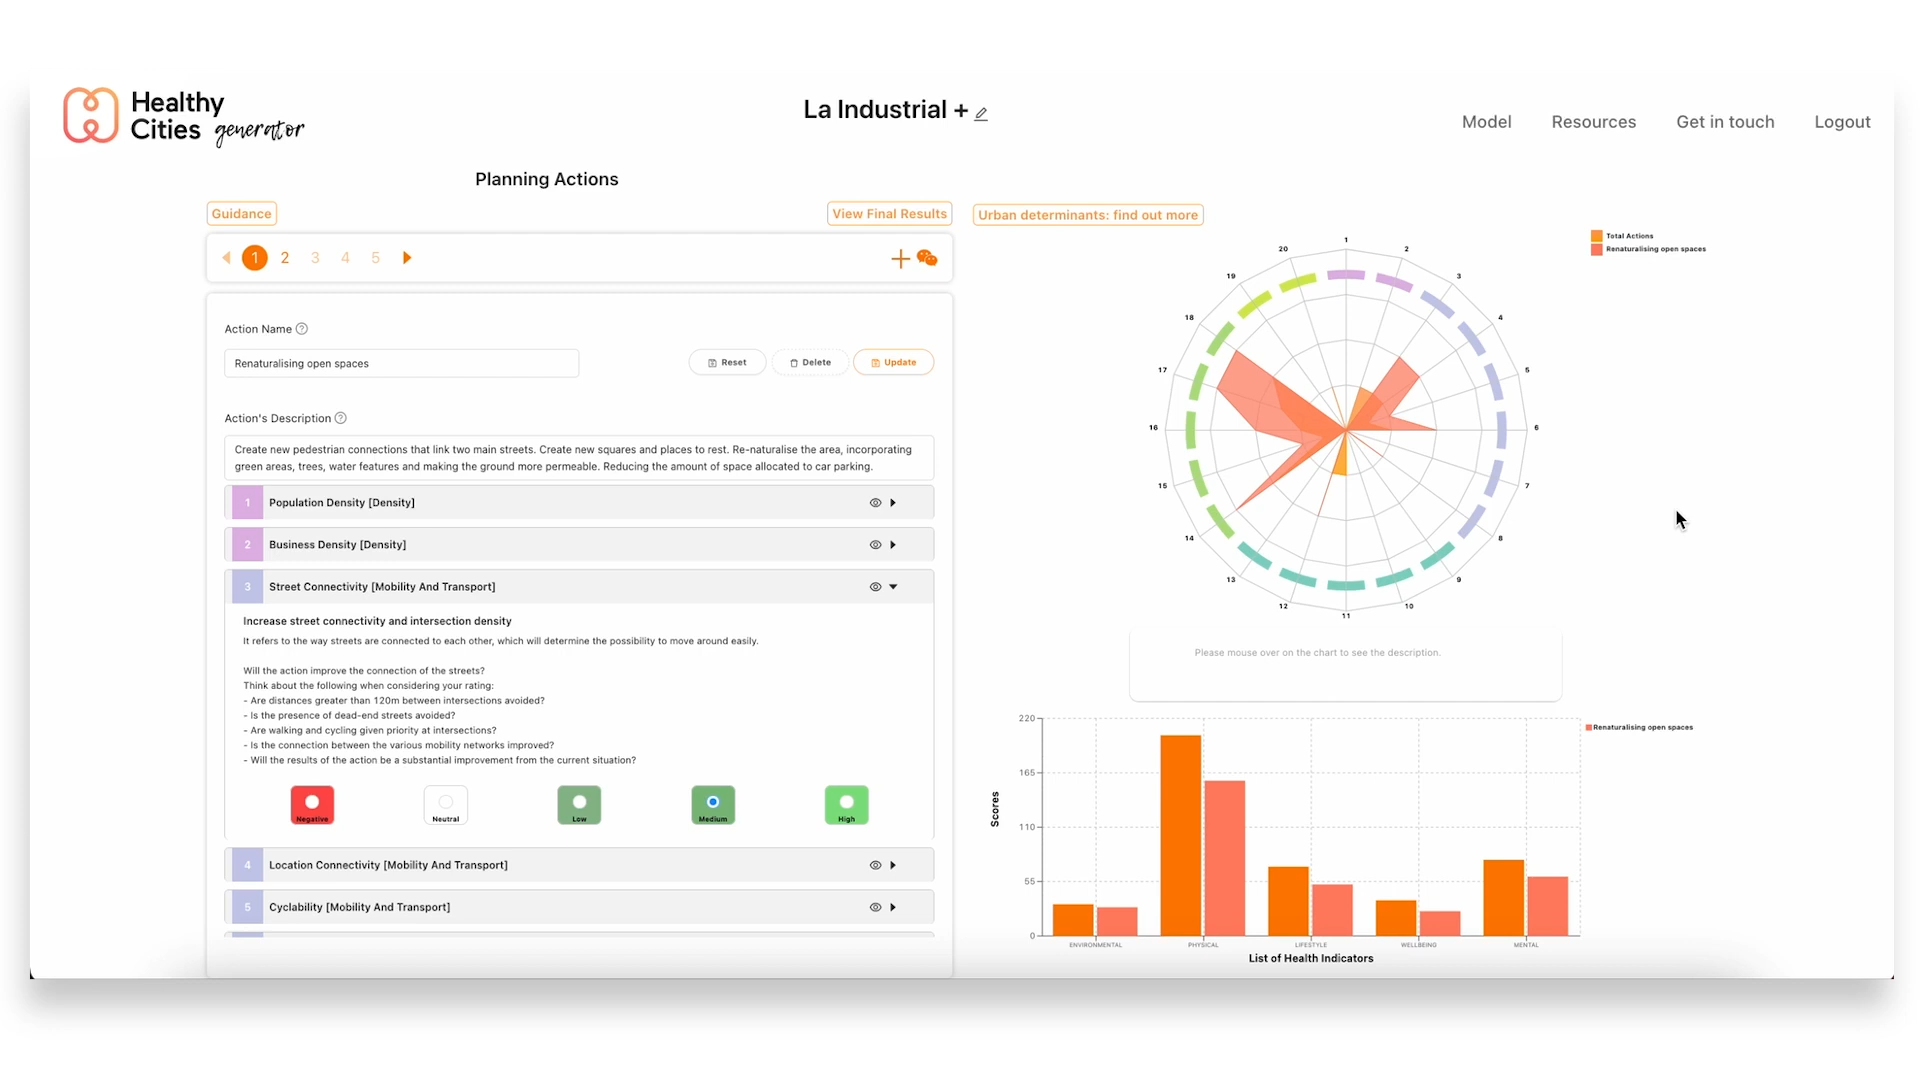 Healthy
Cities generator
La Industrial +
Model
Resources
Get in touch
Logout
Planning Actions
Guidance
View Final Results
1
2
3
4
5
Action Name ?
Renaturalising open spaces
Reset
Delete
Update
Action's Description ?
Create new pedestrian connections that link two main streets. Create new squares and places to rest. Re-naturalise the area, incorporating
green areas, trees, water features and making the ground more permeable. Reducing the amount of space allocated to car parking.
1 Population Density [Density]
2 Business Density [Density]
3 Street Connectivity [Mobility And Transport]
Increase street connectivity and intersection density
It refers to the way streets are connected to each other, which will determine the possibility to move around easily.
Will the action improve the connection of the streets?
Think about the following when considering your rating:
- Are distances greater than 120m between intersections avoided?
- Is the presence of dead-end streets avoided?
- Are walking and cycling given priority at intersections?
- Is the connection between the various mobility networks improved?
- Will the results of the action be a substantial improvement from the current situation?
Negative
Neutral
Low
Medium
High
4 Location Connectivity [Mobility And Transport]
5 Cyclability [Mobility And Transport]
Urban determinants: find out more
1
2
3
4
5
6
7
8
9
10
11
12
13
14
15
16
17
18
19
20
Total Actions
Renaturalising open spaces
Please mouse over on the chart to see the description.
220
165
110
55
0
Scores
ENVIRONMENTAL
PHYSICAL
LIFESTYLE
WELLBEING
MENTAL
List of Health Indicators
Renaturalising open spaces